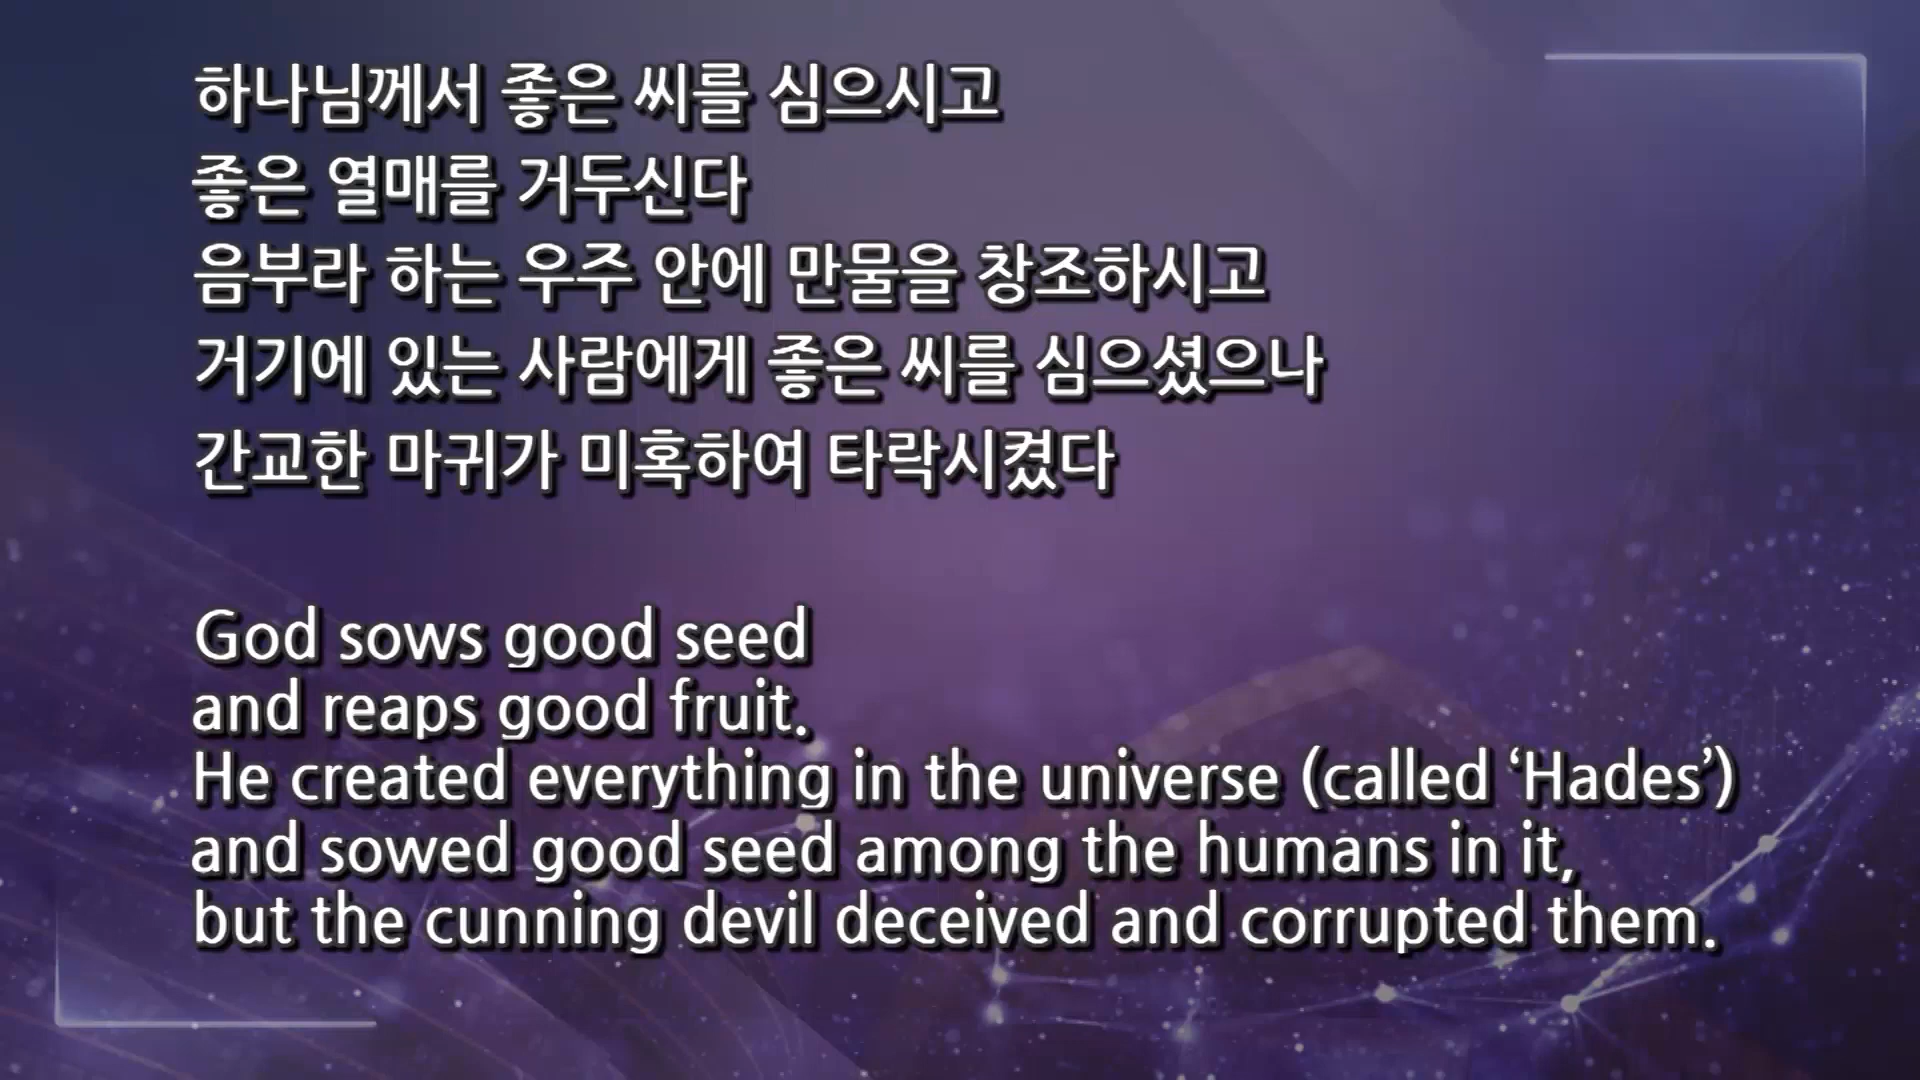 하나님께서 좋은 씨를 심으시고
좋은 열매를 거두신다
음부라 하는 우주 안에 만물을 창조하시고
거기에 있는 사람에게 좋은 씨를 심으셨으나
간교한 마귀가 미혹하여 타락시켰다
God sows good seed
and reaps good fruit.
He created everything in the universe (called ‘Hades’)
and sowed good seed among the humans in it,
but the cunning devil deceived and corrupted them.